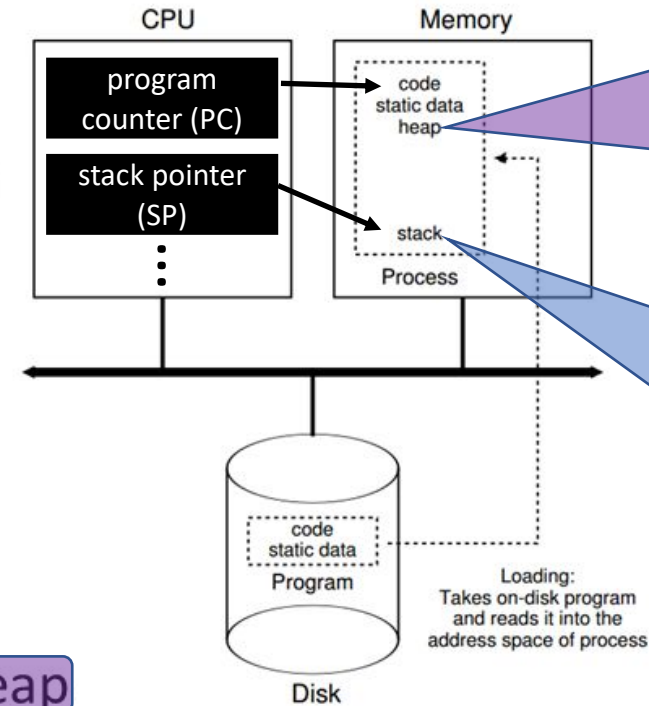 CPU
Memory
program
counter (PC)
stack pointer
(SP)
code
static data
heap
stack
Process
code
static data
Program
Loading:
Takes on-disk program
and reads it into the
address space of process
Disk
eap